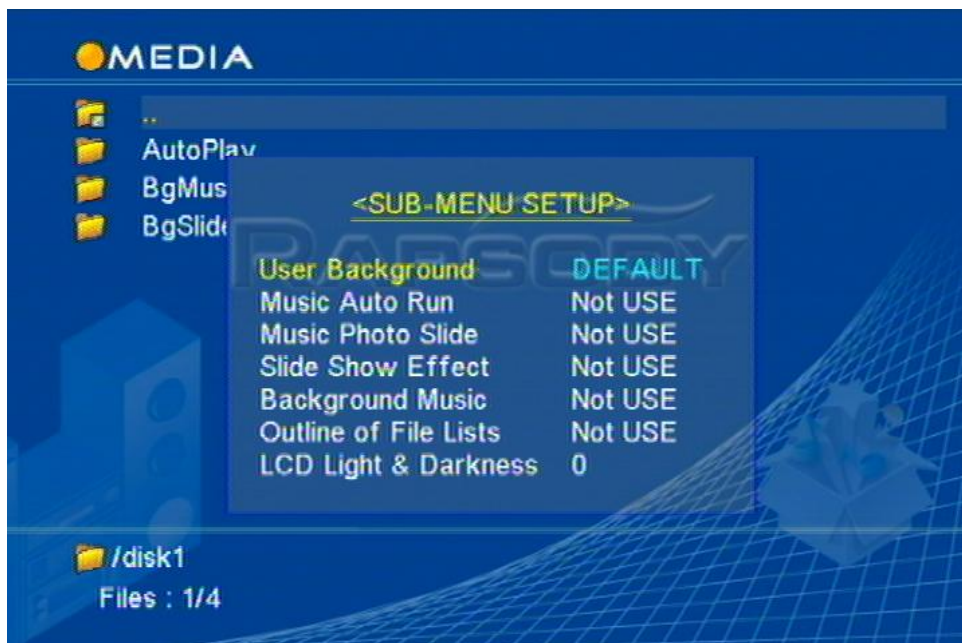 MEDIA
..
AutoPlay
BgMus
BgSlide
<SUB-MENU SETUP>
RAPSODY
User Background DEFAULT
Music Auto Run Not USE
Music Photo Slide Not USE
Slide Show Effect Not USE
Background Music Not USE
Outline of File Lists Not USE
LCD Light & Darkness 0
/disk1
Files : 1/4